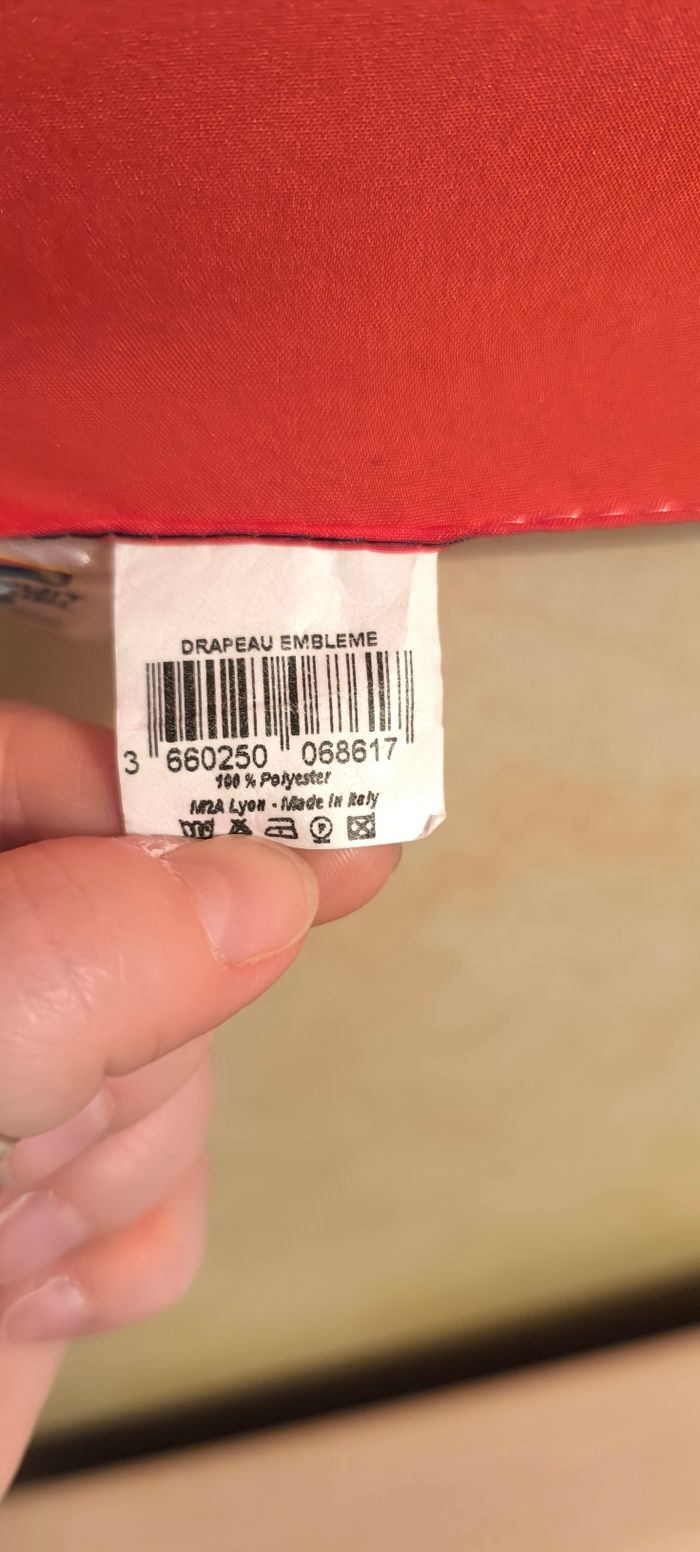 DRAPEAU EMBLEME
3 660250 068617
100 % Polyester
M2A Lyon - Made in Italy